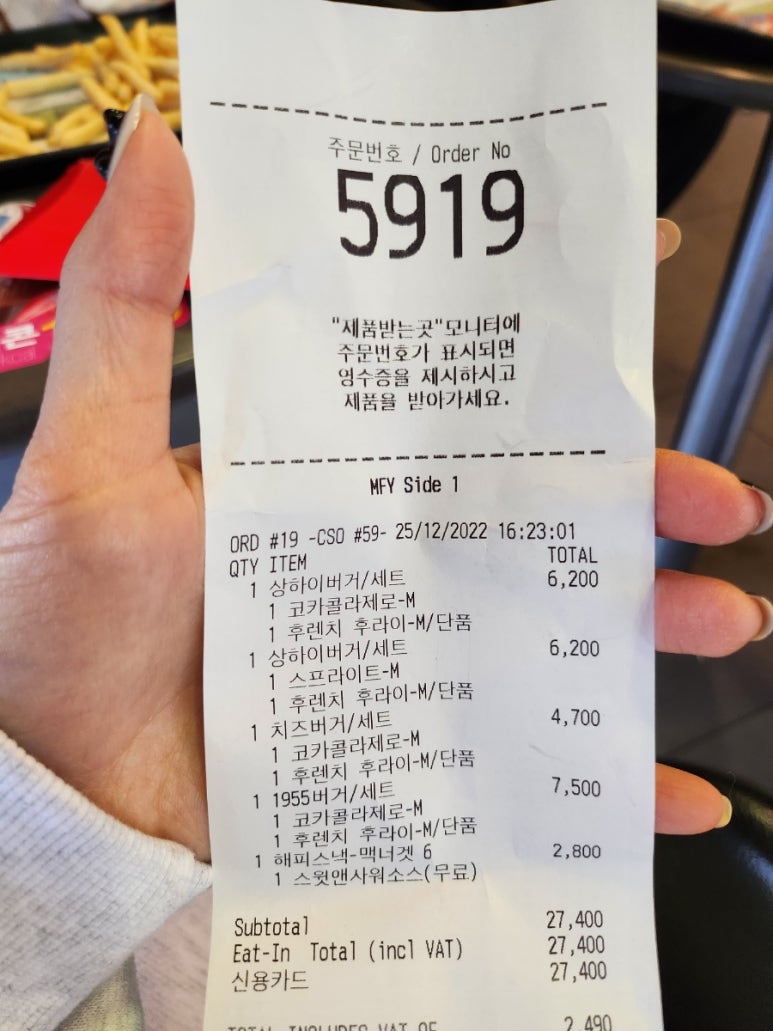 주문번호 / Order No
5919
"제품받는곳"모니터에
주문번호가 표시되면
영수증을 제시하시고
제품을 받아가세요.
MFY Side 1
ORD #19 -CSO #59- 25/12/2022 16:23:01
QTY ITEM TOTAL
1 상하이버거/세트 6,200
1 코카콜라제로-M
1 후렌치 후라이-M/단품
1 상하이버거/세트 6,200
1 스프라이트-M
1 후렌치 후라이-M/단품
1 치즈버거/세트 4,700
1 코카콜라제로-M
1 후렌치 후라이-M/단품
1 1955버거/세트 7,500
1 코카콜라제로-M
1 후렌치 후라이-M/단품
1 해피스낵-맥너겟 6 2,800
1 스윗앤사워소스(무료)
Subtotal 27,400
Eat-In Total (incl VAT) 27,400
신용카드 27,400
TOTAL INCLUDES VAT OF 2,490
콘
kcal